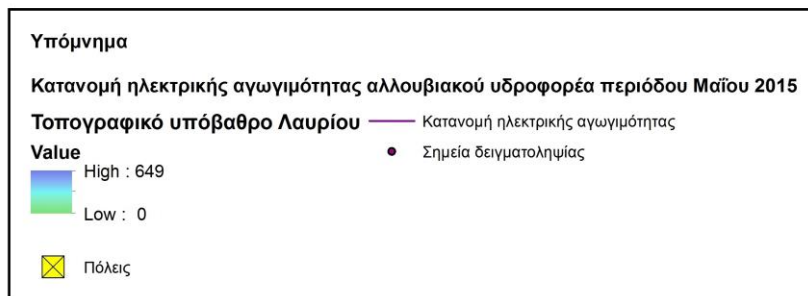 Υπόμνημα
Κατανομή ηλεκτρικής αγωγιμότητας αλλουβιακού υδροφορέα περιόδου Μαΐου 2015
Τοπογραφικό υπόβαθρο Λαυρίου
Κατανομή ηλεκτρικής αγωγιμότητας
Value
Σημεία δειγματοληψίας
High : 649
Low : 0
Πόλεις